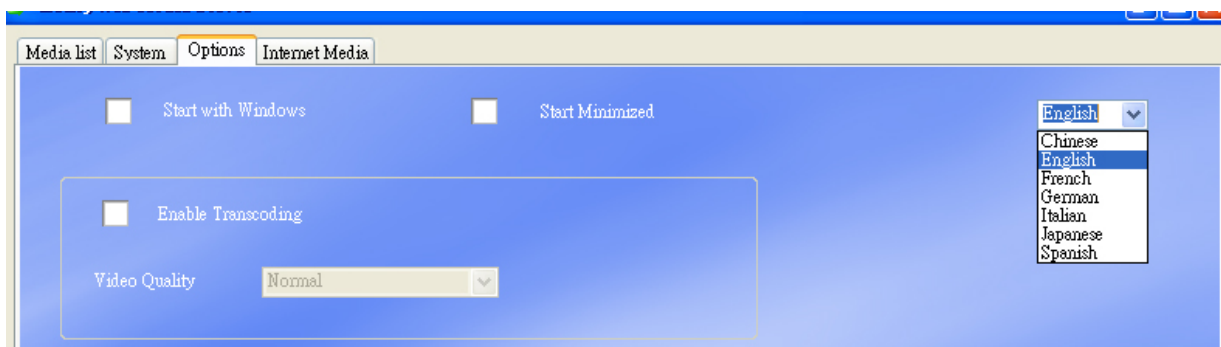 Media list System Options Internet Media
Start with Windows Start Minimized English
Chinese
English
French
German
Italian
Japanese
Spanish
Enable Transcoding
Video Quality Normal